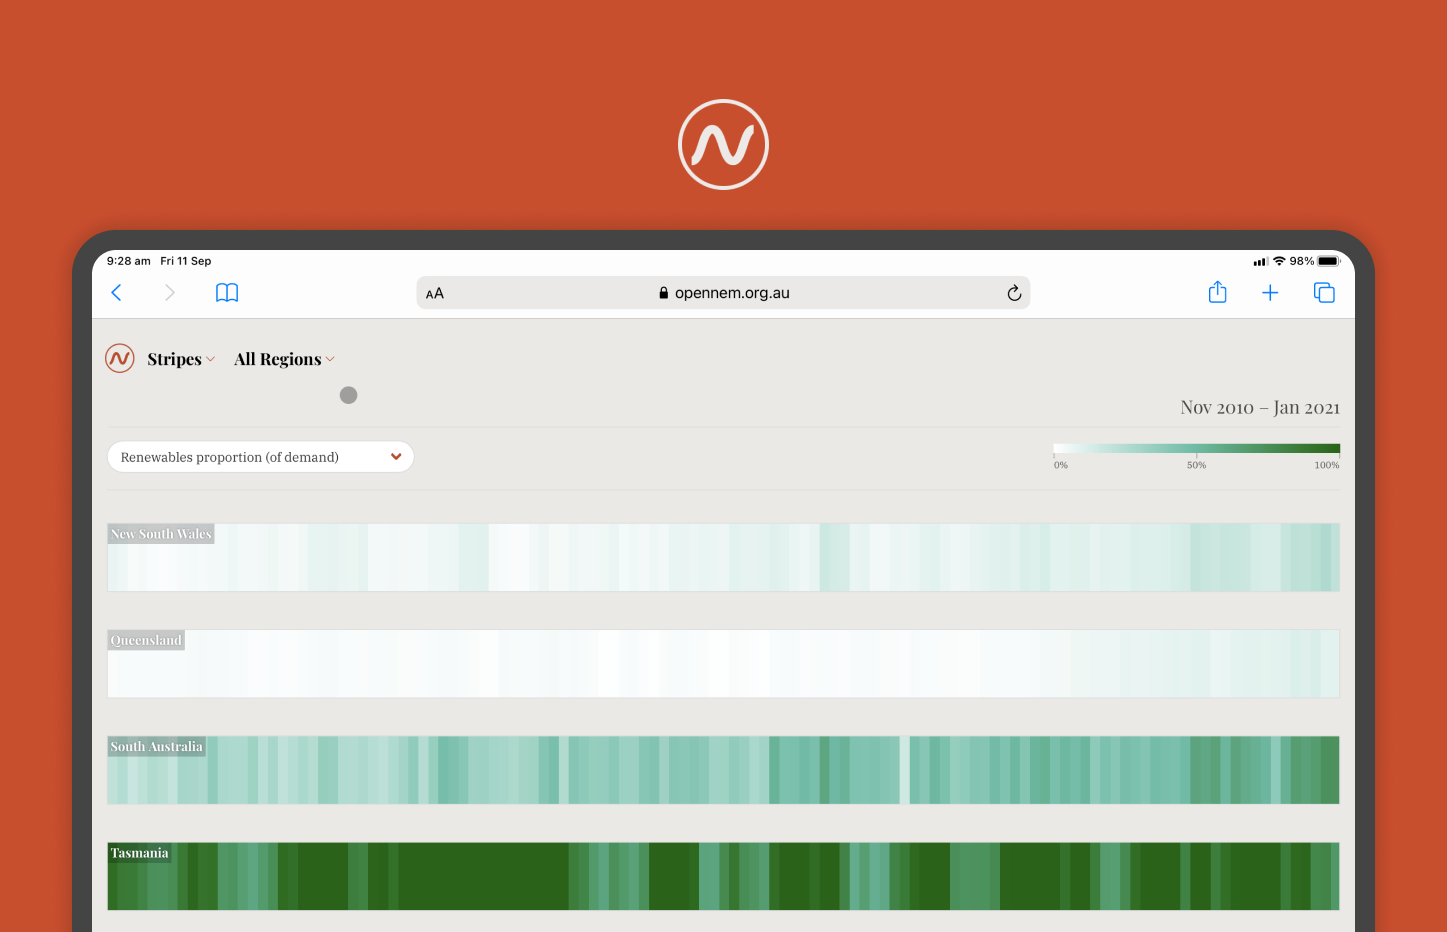 9:28 am Fri 11 Sep 98%
AA opennem.org.au
Stripes All Regions
Nov 2010 – Jan 2021
Renewables proportion (of demand)
0% 50% 100%
New South Wales
Queensland
South Australia
Tasmania